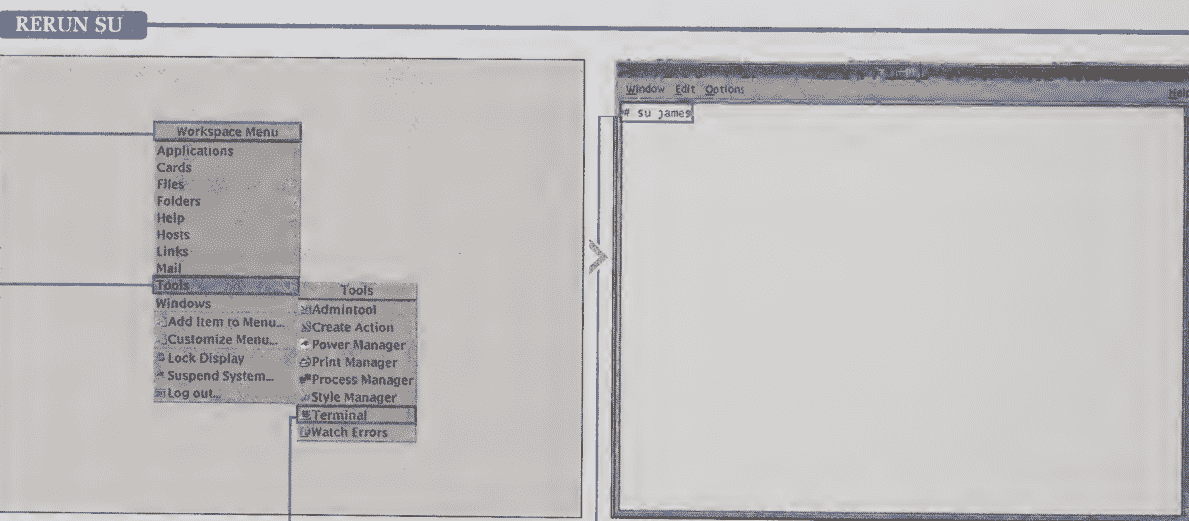 RERUN SU
Workspace Menu
Applications
Cards
Files
Folders
Help
Hosts
Links
Mail
Tools
Windows
Add Item to Menu...
Customize Menu...
Lock Display
Suspend System...
Log out...
Tools
Admintool
Create Action
Power Manager
Print Manager
Process Manager
Style Manager
Terminal
Watch Errors
Window Edit Options
Help
# su james